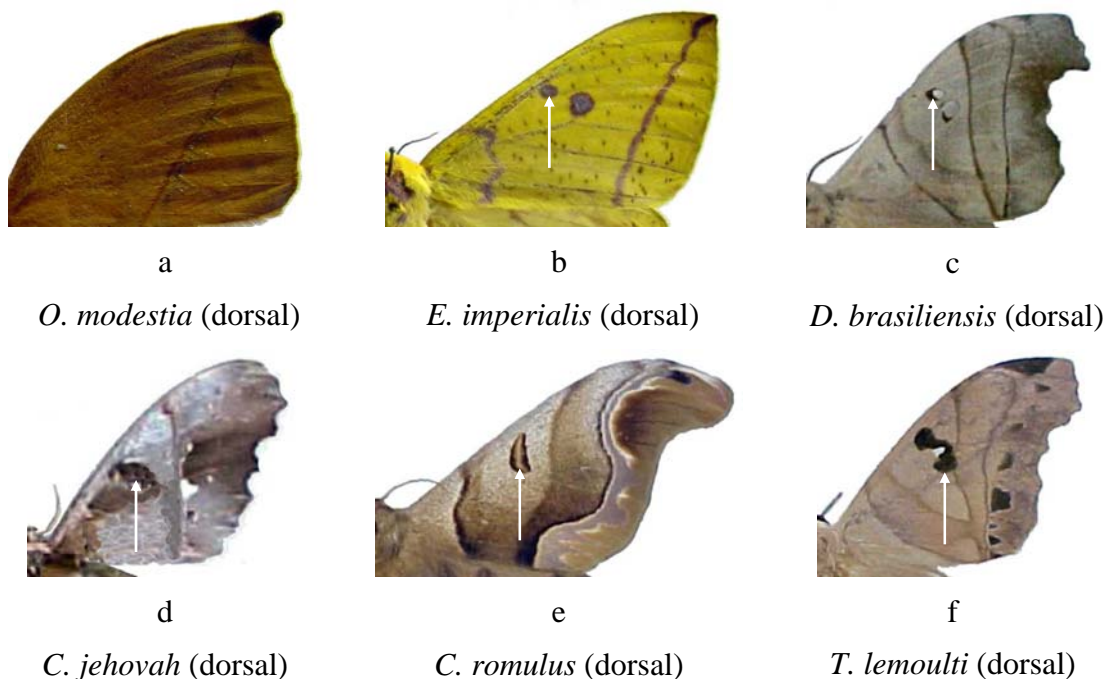 a
b
c
O. modestia (dorsal)
E. imperialis (dorsal)
D. brasiliensis (dorsal)
d
e
f
C. jehovah (dorsal)
C. romulus (dorsal)
T. lemoulti (dorsal)